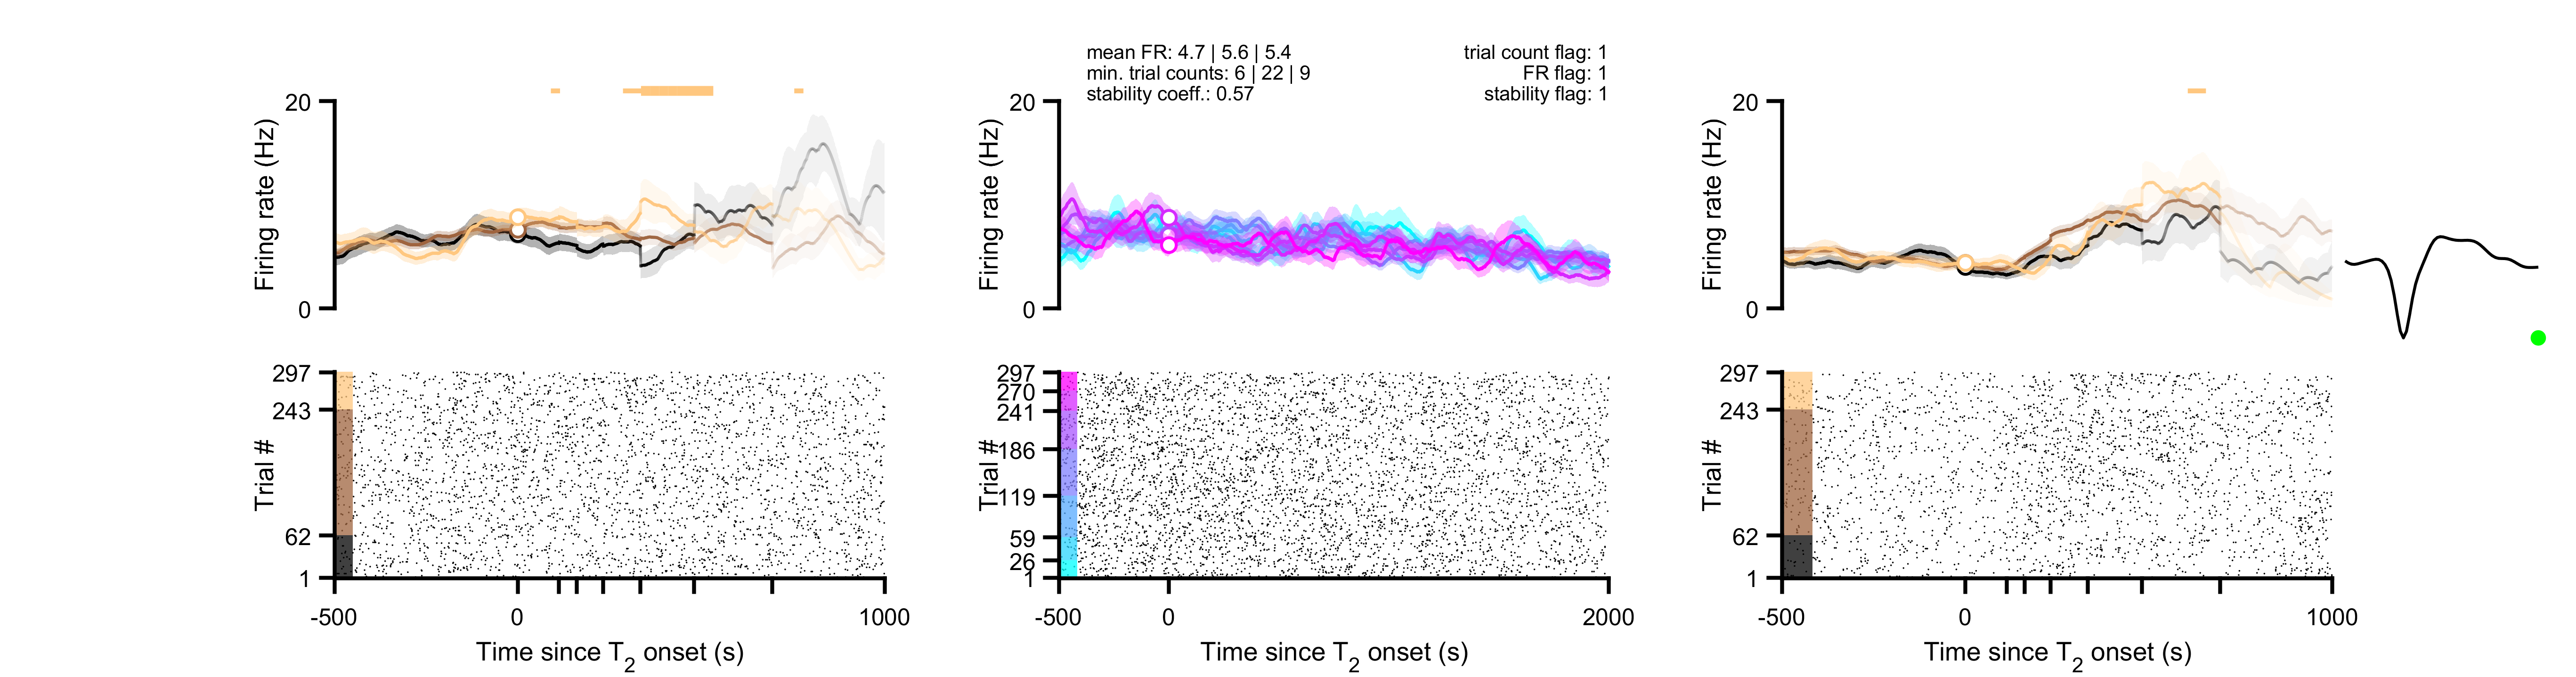 mean FR: 4.7 | 5.6 | 5.4
min. trial counts: 6 | 22 | 9
stability coeff.: 0.57
trial count flag: 1
FR flag: 1
stability flag: 1
20
Firing rate (Hz)
0
20
Firing rate (Hz)
0
20
Firing rate (Hz)
0
297
243
Trial #
62
1
-500
0
1000
Time since T2 onset (s)
297
270
241
186
Trial #
119
59
26
1
-500
0
2000
Time since T2 onset (s)
297
243
Trial #
62
1
-500
0
1000
Time since T2 onset (s)